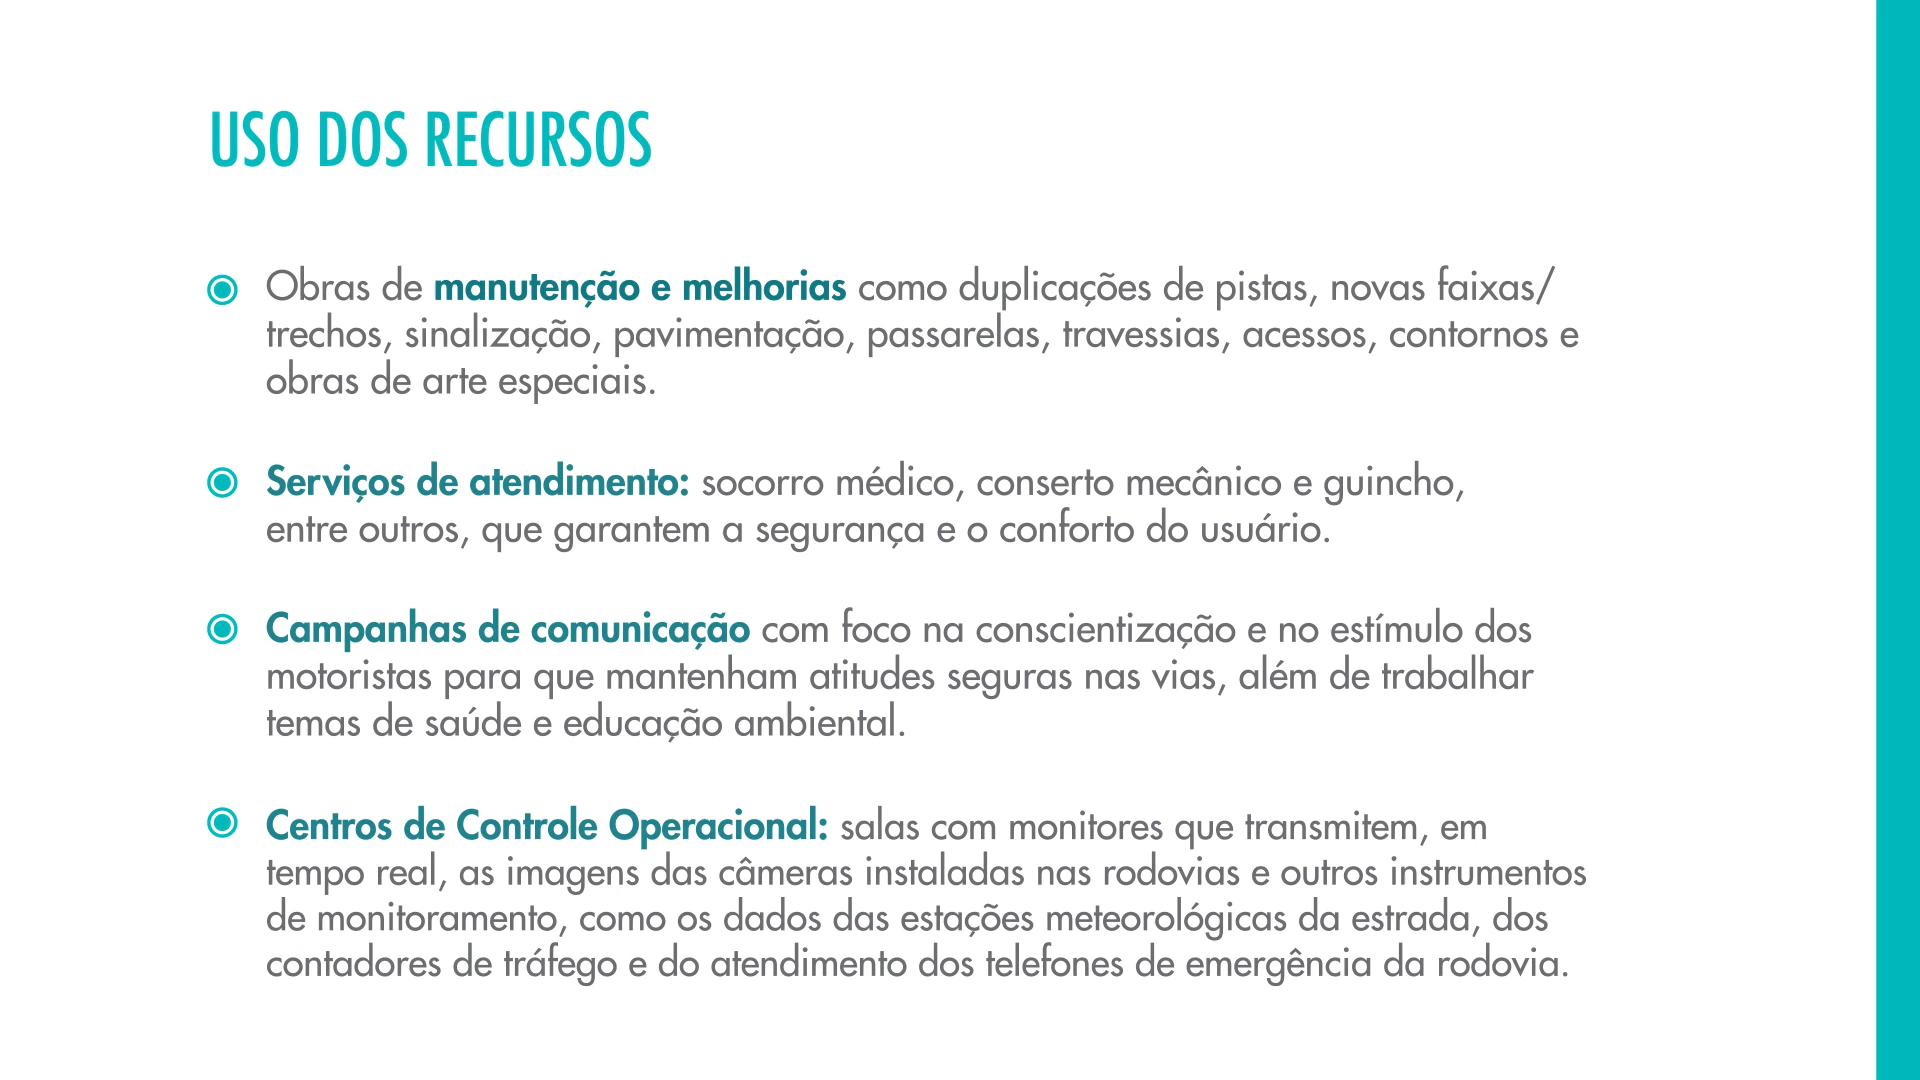 USO DOS RECURSOS
Obras de manutenção e melhorias como duplicações de pistas, novas faixas/
trechos, sinalização, pavimentação, passarelas, travessias, acessos, contornos e
obras de arte especiais.
Serviços de atendimento: socorro médico, conserto mecânico e guincho,
entre outros, que garantem a segurança e o conforto do usuário.
Campanhas de comunicação com foco na conscientização e no estímulo dos
motoristas para que mantenham atitudes seguras nas vias, além de trabalhar
temas de saúde e educação ambiental.
Centros de Controle Operacional: salas com monitores que transmitem, em
tempo real, as imagens das câmeras instaladas nas rodovias e outros instrumentos
de monitoramento, como os dados das estações meteorológicas da estrada, dos
contadores de tráfego e do atendimento dos telefones de emergência da rodovia.